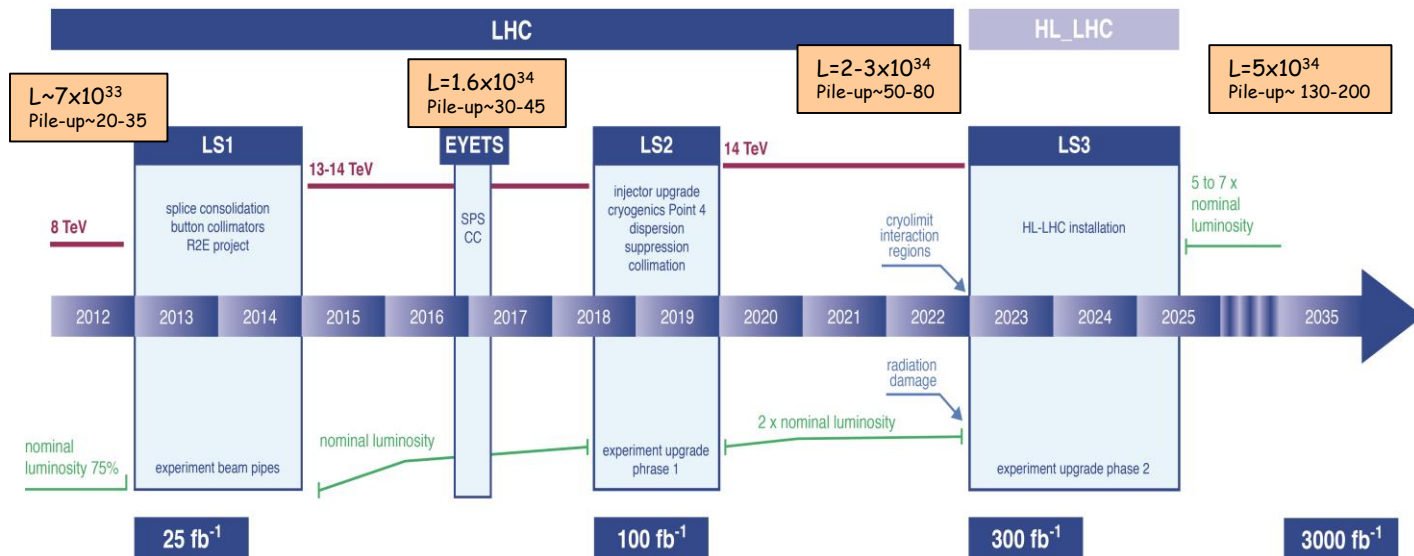 LHC
HL_LHC
L~7x10³³
Pile-up~20-35
L=1.6x10³⁴
Pile-up~30-45
L=2-3x10³⁴
Pile-up~50-80
L=5x10³⁴
Pile-up~ 130-200
LS1
EYETS
LS2
LS3
8 TeV
13-14 TeV
14 TeV
splice consolidation
button collimators
R2E project
SPS
CC
injector upgrade
cryogenics Point 4
dispersion
suppression
collimation
cryolimit
interaction
regions
HL-LHC installation
5 to 7 x
nominal
luminosity
2012 2013 2014 2015 2016 2017 2018 2019 2020 2021 2022 2023 2024 2025 2035
radiation
damage
nominal
luminosity 75%
experiment beam pipes
nominal luminosity
experiment upgrade
phrase 1
2 x nominal luminosity
experiment upgrade phase 2
25 fb⁻¹
100 fb⁻¹
300 fb⁻¹
3000 fb⁻¹